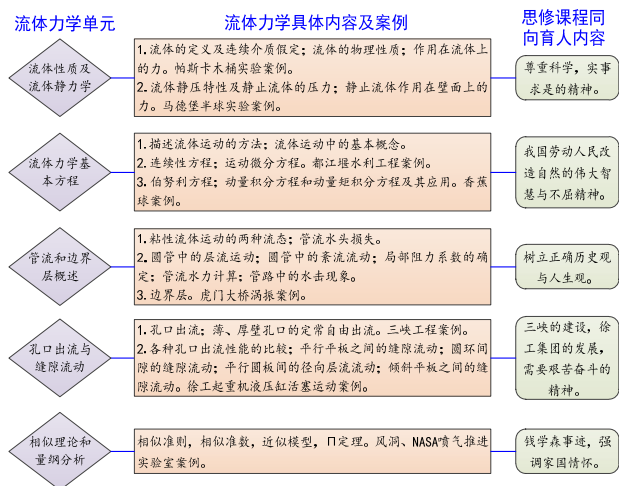 流体力学单元
流体力学具体内容及案例
思修课程同
向育人内容
流体性质及
流体静力学
1.流体的定义及连续介质假定；流体的物理性质；作用在流体上
的力。帕斯卡木桶实验案例。
2.流体静压特性及静止流体的压力；静止流体作用在壁面上的
力。马德堡半球实验案例。
尊重科学，实事
求是的精神。
流体力学基
本方程
1.描述流体运动的方法；流体运动中的基本概念。
2.连续性方程；运动微分方程。都江堰水利工程案例。
3.伯努利方程；动量积分方程和动量矩积分方程及其应用。香蕉
球案例。
我国劳动人民改
造自然的伟大智
慧与不屈精神。
管流和边界
层概述
1.粘性流体运动的两种流态；管流水头损失。
2.圆管中的层流运动；圆管中的紊流流动；局部阻力系数的确
定；管流水力计算；管路中的水击现象。
3.边界层。虎门大桥涡振案例。
树立正确历史观
与人生观。
孔口出流与
缝隙流动
1.孔口出流；薄、厚壁孔口的定常自由出流。三峡工程案例。
2.各种孔口出流性能的比较；平行平板之间的缝隙流动；圆环间
隙的缝隙流动；平行圆板间的径向层流流动；倾斜平板之间的缝
隙流动。徐工起重机液压缸活塞运动案例。
三峡的建设，徐
工集团的发展，
需要艰苦奋斗的
精神。
相似理论和
量纲分析
相似准则，相似准数，近似模型，Π定理。风洞、NASA喷气推进
实验室案例。
钱学森事迹，强
调家国情怀。